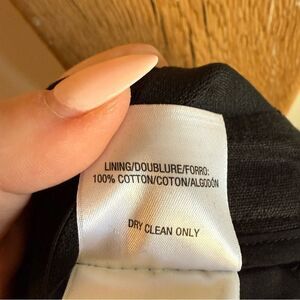 LINING/DOUBLURE/FORRO:
100% COTTON/COTON/ALGODÓN
DRY CLEAN ONLY